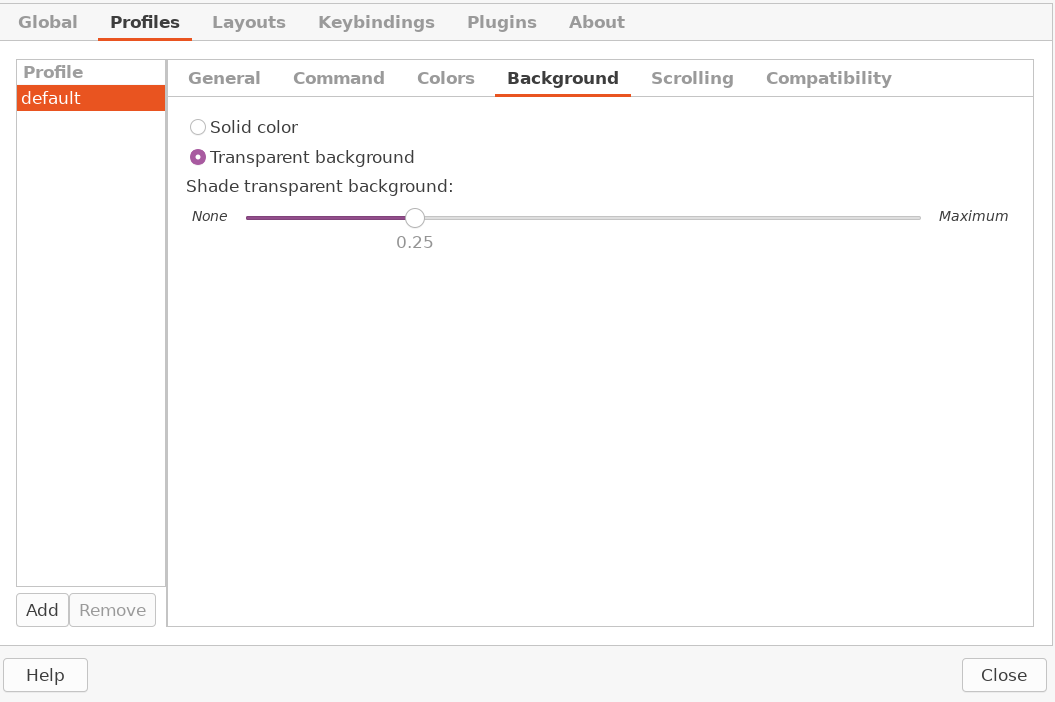 Global Profiles Layouts Keybindings Plugins About
Profile
default
General Command Colors Background Scrolling Compatibility
Solid color
Transparent background
Shade transparent background:
None Maximum
0.25
Add Remove
Help Close